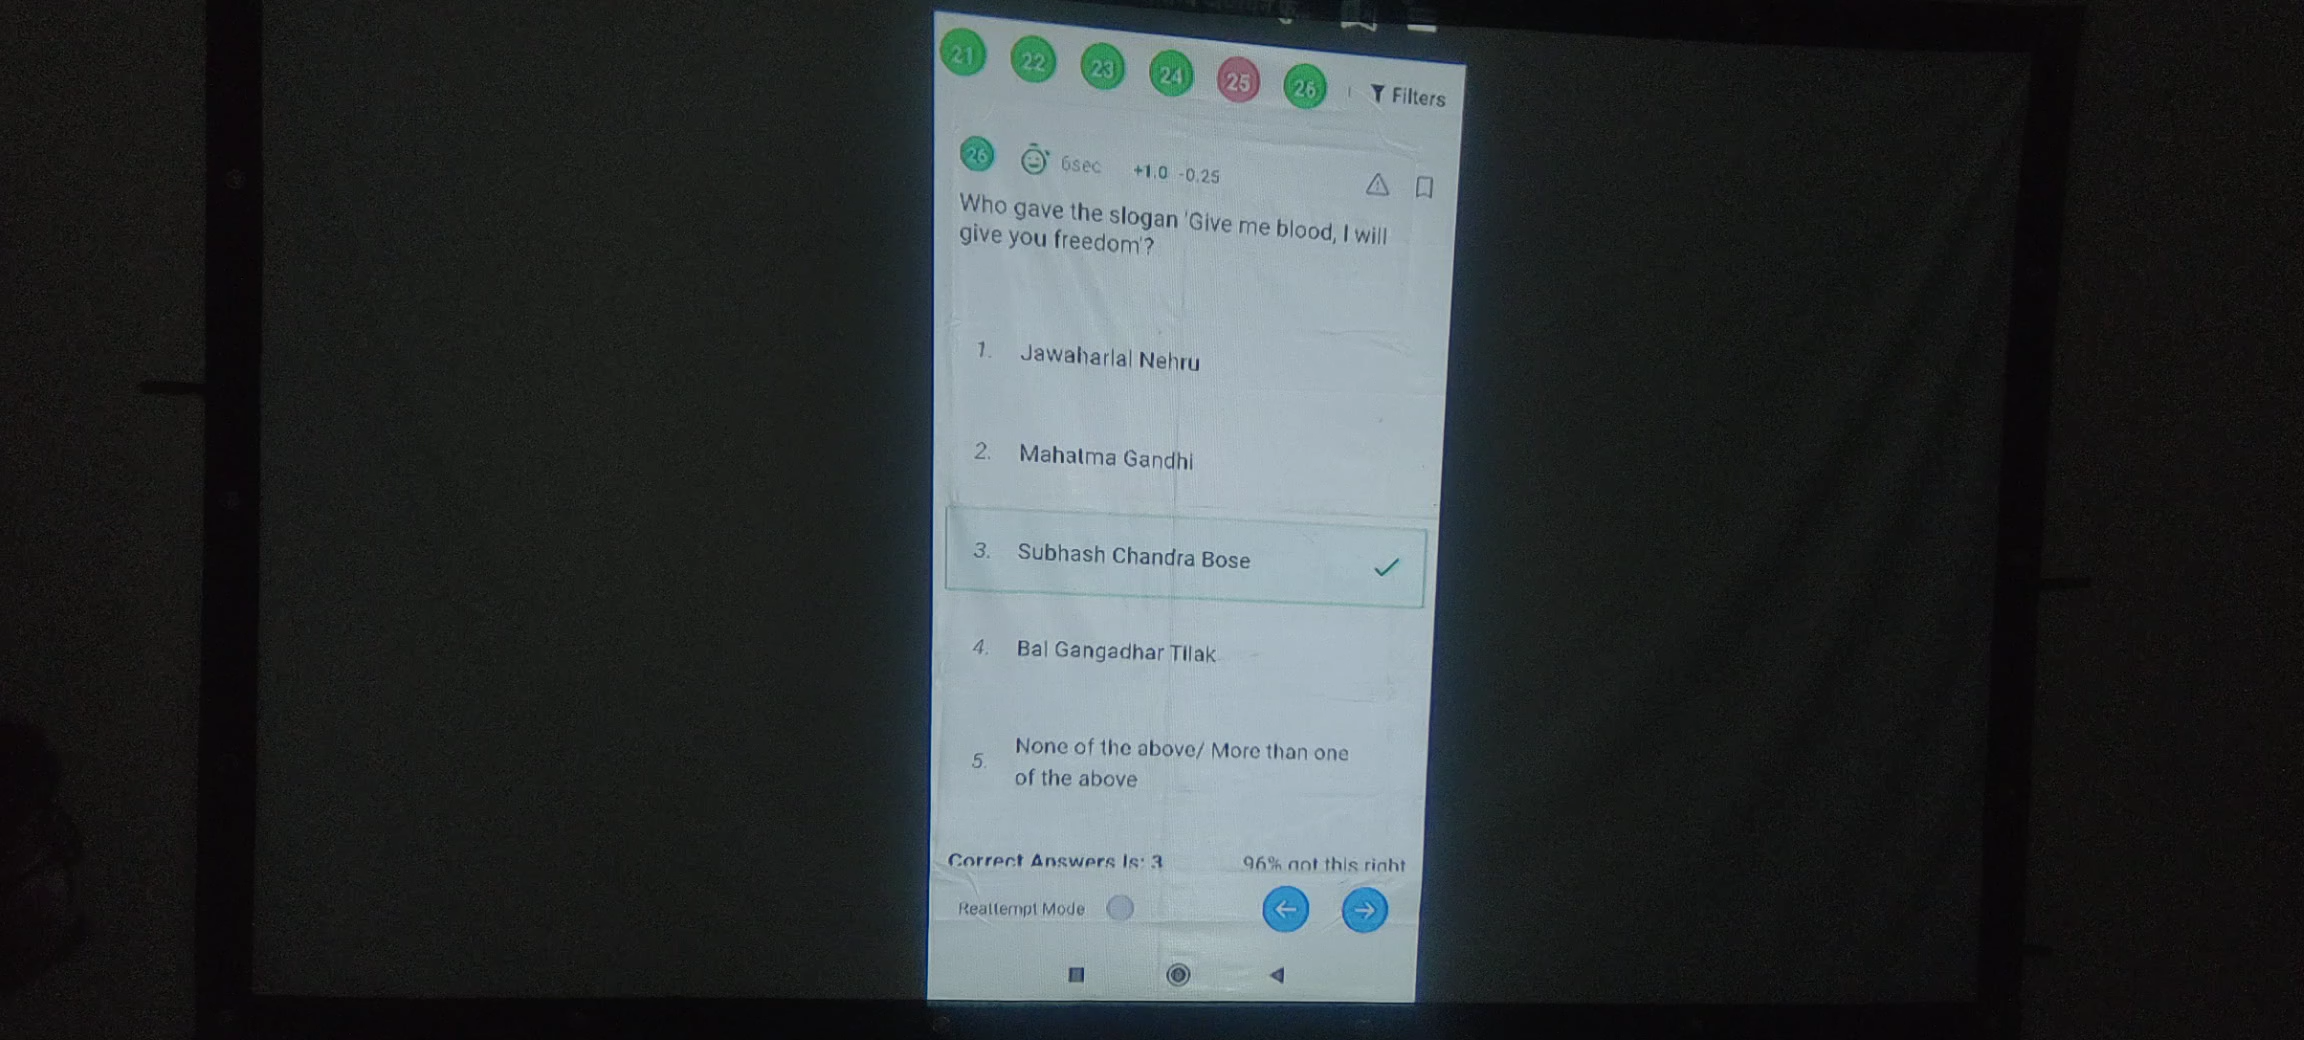 21 22 23 24 25 26 Filters
26 6sec +1.0 -0.25
Who gave the slogan 'Give me blood, I will
give you freedom'?
1. Jawaharlal Nehru
2. Mahatma Gandhi
3. Subhash Chandra Bose
4. Bal Gangadhar Tilak
5. None of the above/ More than one
of the above
Correct Answers Is: 3 96% got this right
Reattempt Mode